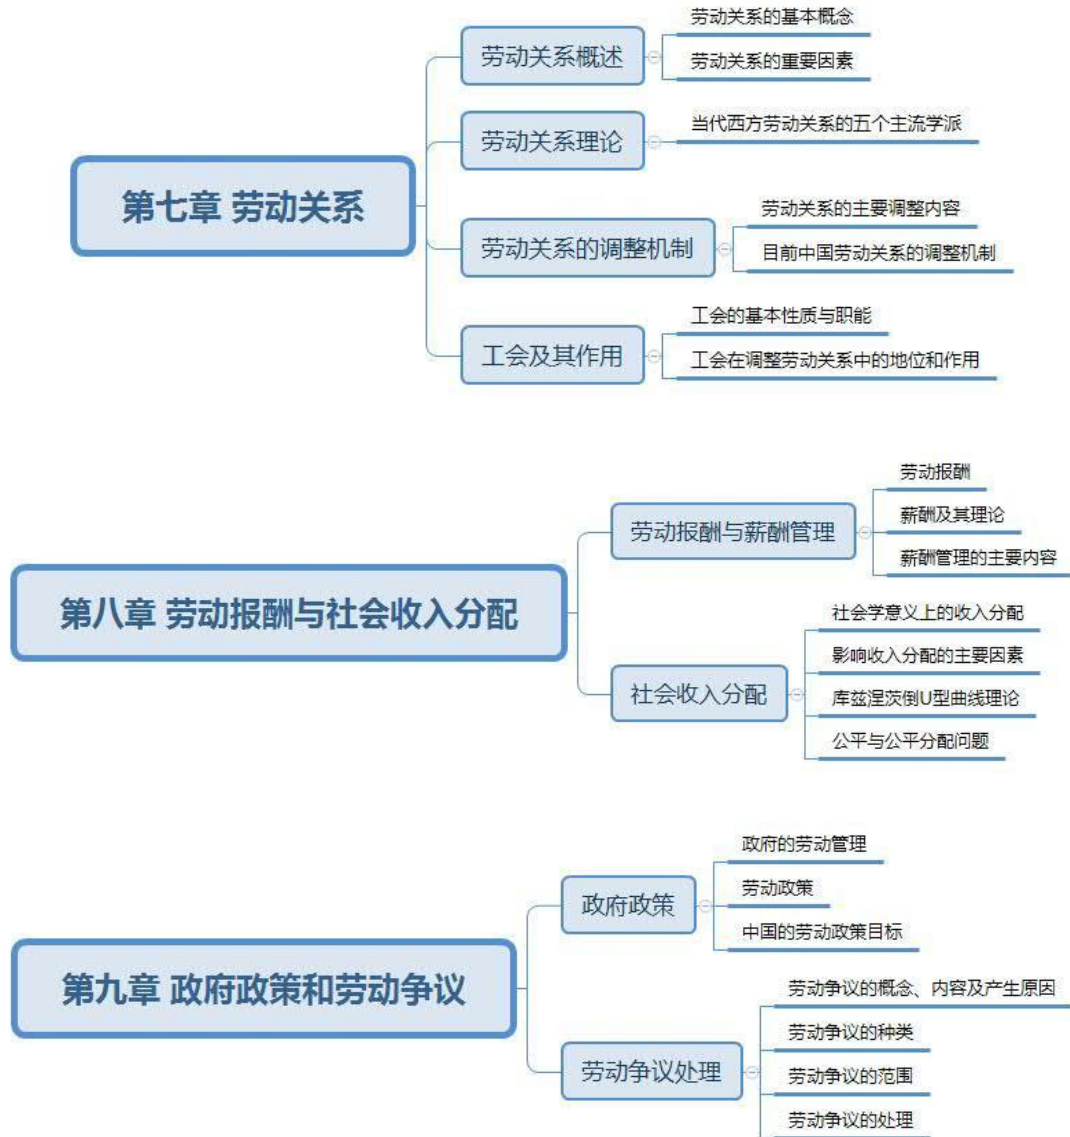 第七章 劳动关系
劳动关系概述
劳动关系的基本概念
劳动关系的重要因素
劳动关系理论
当代西方劳动关系的五个主流学派
劳动关系的调整机制
劳动关系的主要调整内容
目前中国劳动关系的调整机制
工会及其作用
工会的基本性质与职能
工会在调整劳动关系中的地位和作用
第八章 劳动报酬与社会收入分配
劳动报酬与薪酬管理
劳动报酬
薪酬及其理论
薪酬管理的主要内容
社会收入分配
社会学意义上的收入分配
影响收入分配的主要因素
库兹涅茨倒U型曲线理论
公平与公平分配问题
第九章 政府政策和劳动争议
政府政策
政府的劳动管理
劳动政策
中国的劳动政策目标
劳动争议处理
劳动争议的概念、内容及产生原因
劳动争议的种类
劳动争议的范围
劳动争议的处理